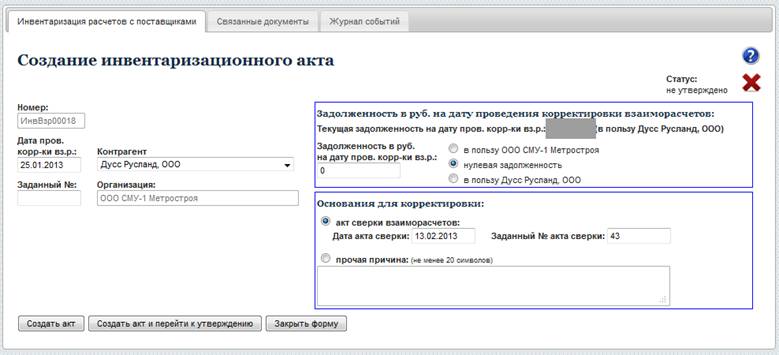 Инвентаризация расчетов с поставщиками
Связанные документы
Журнал событий
Создание инвентаризационного акта
?
Статус:
не утверждено
Номер:
ИнвВзр00018
Дата пров.
корр-ки вз.р.:
Контрагент
25.01.2013
Дусс Русланд, ООО
Заданный №:
Организация:
ООО СМУ-1 Метростроя
Задолженность в руб. на дату проведения корректировки взаиморасчетов:
Текущая задолженность на дату пров. корр-ки вз.р.: (в пользу Дусс Русланд, ООО)
Задолженность в руб.
на дату пров. корр-ки вз.р.:
0
в пользу ООО СМУ-1 Метростроя
нулевая задолженность
в пользу Дусс Русланд, ООО
Основания для корректировки:
акт сверки взаиморасчетов:
Дата акта сверки: 13.02.2013 Заданный № акта сверки: 43
прочая причина: (не менее 20 символов)
Создать акт
Создать акт и перейти к утверждению
Закрыть форму